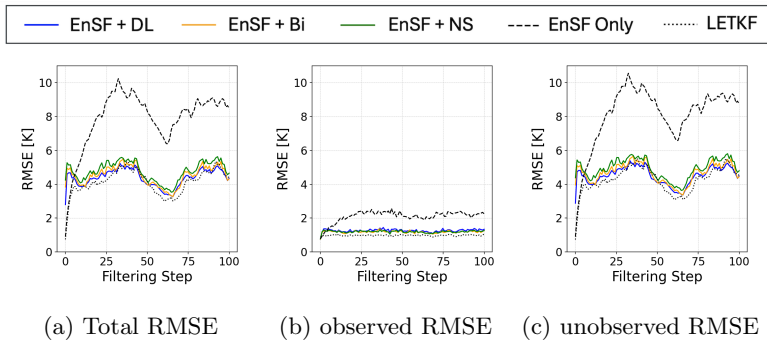 EnSF + DL EnSF + Bi EnSF + NS EnSF Only LETKF
RMSE [K]
10
8
6
4
2
0
0 25 50 75 100
Filtering Step
(a) Total RMSE
RMSE [K]
10
8
6
4
2
0
0 25 50 75 100
Filtering Step
(b) observed RMSE
RMSE [K]
10
8
6
4
2
0
0 25 50 75 100
Filtering Step
(c) unobserved RMSE